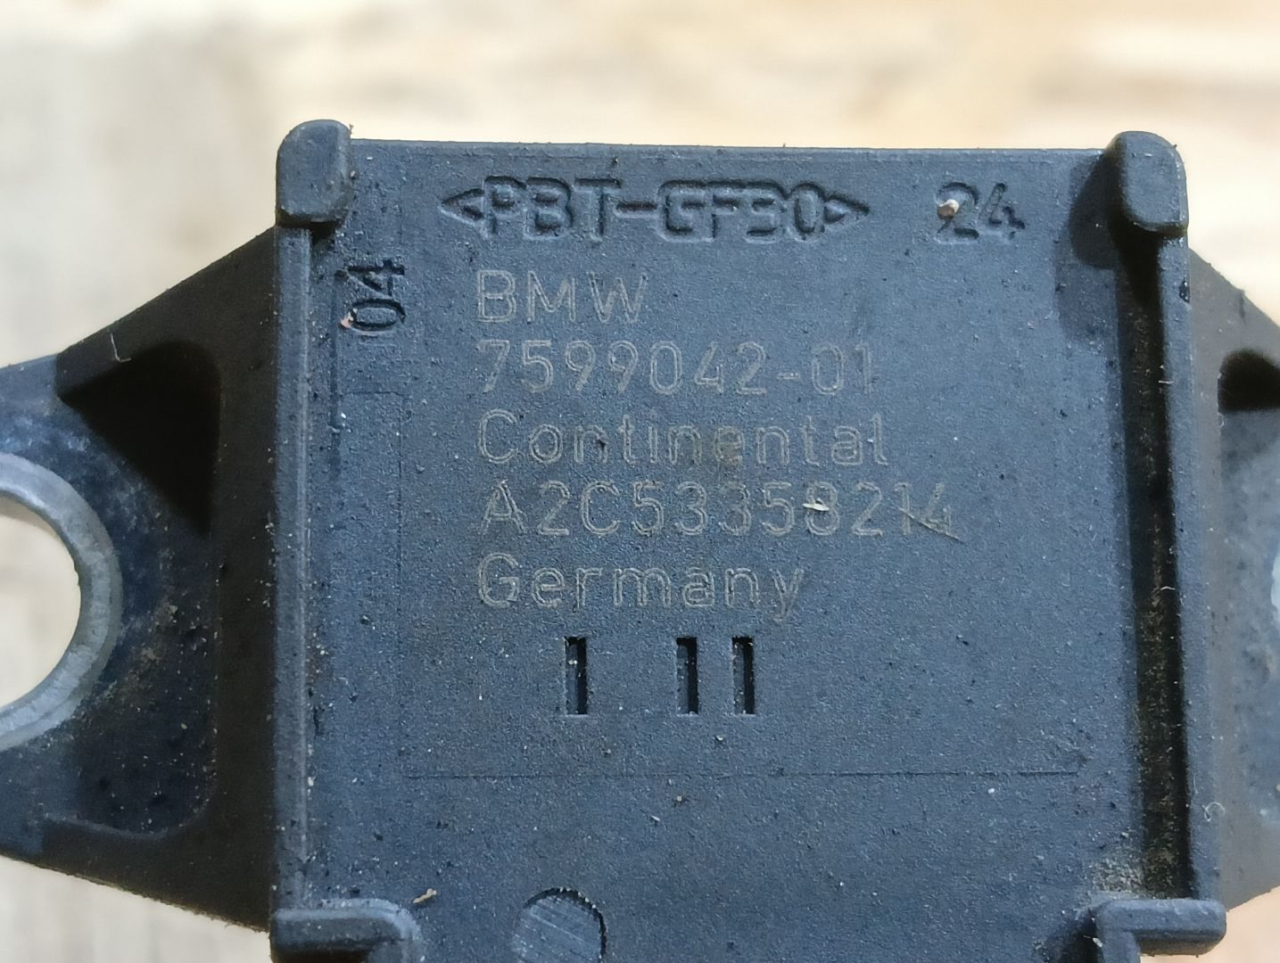 >PBT-GF30<
24
04
BMW
7599042-01
Continental
A2C53358214
Germany